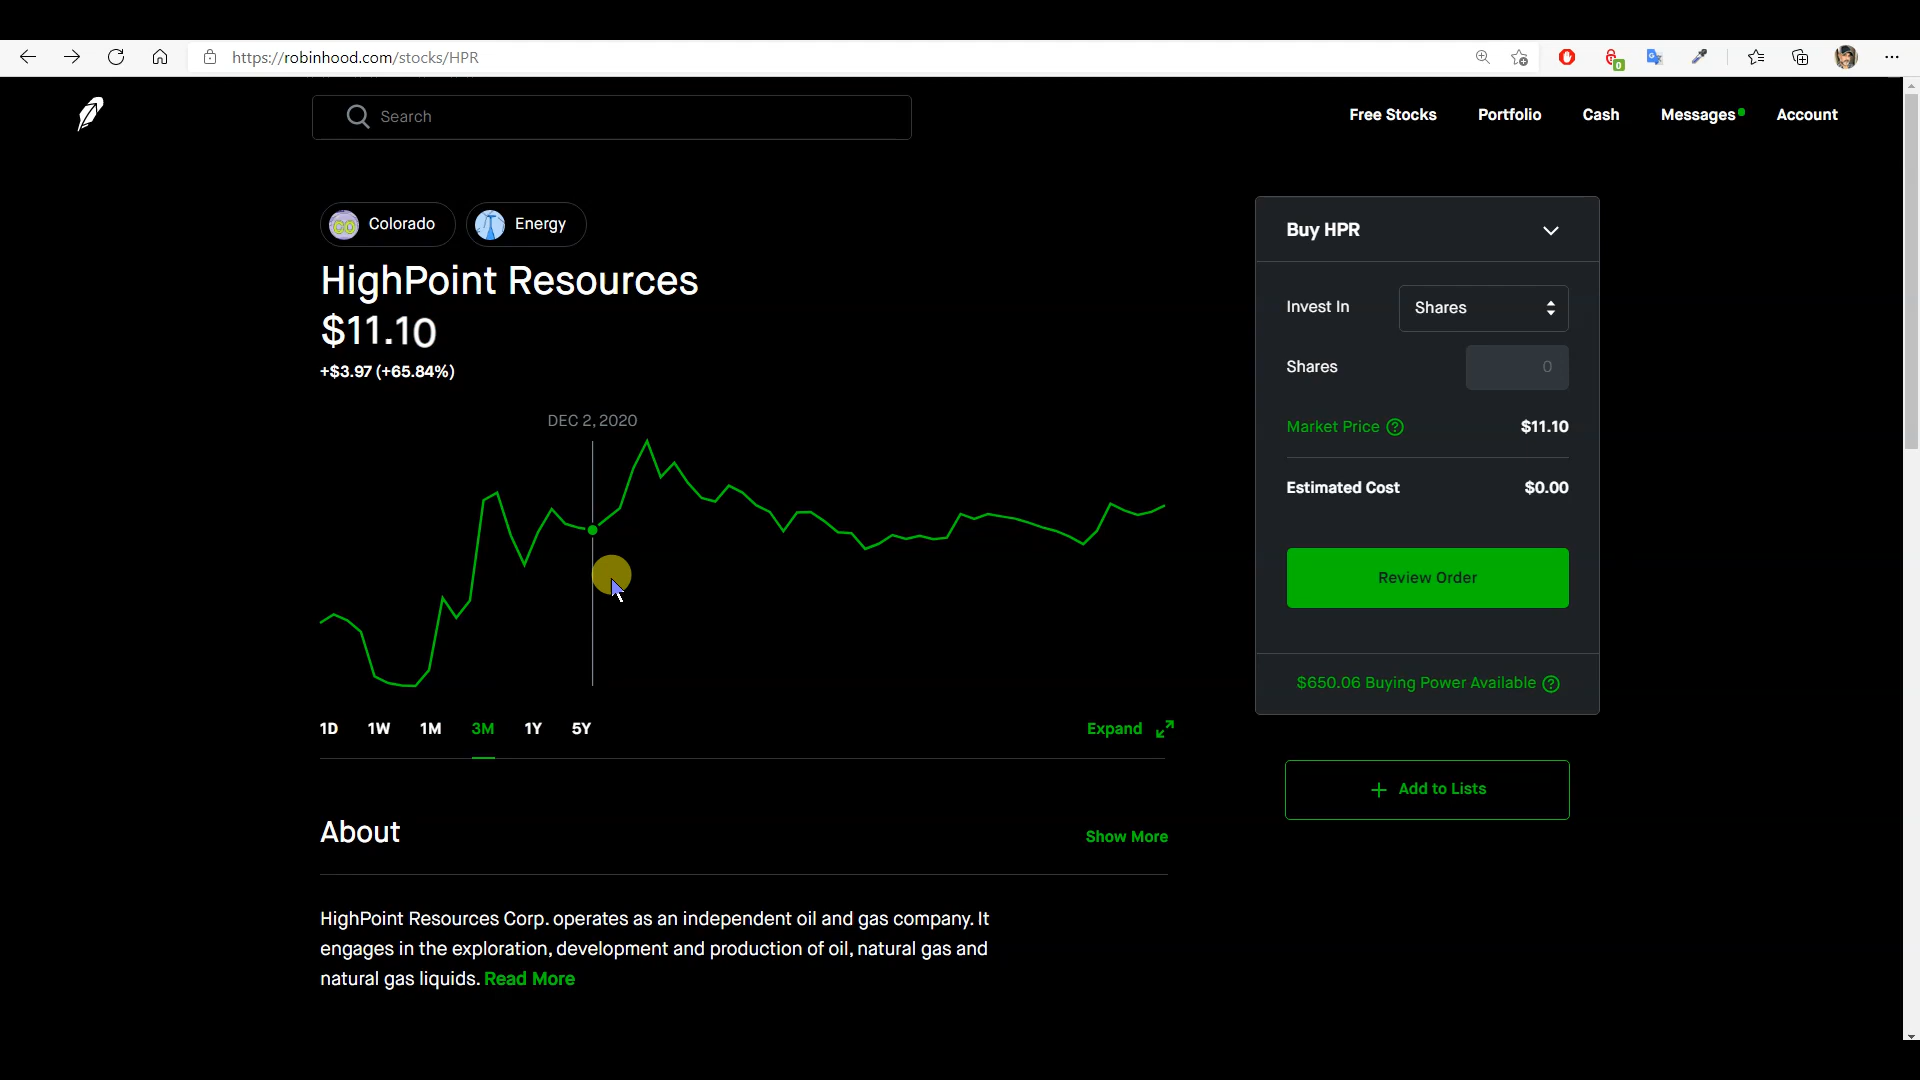 https://robinhood.com/stocks/HPR
0
Search
Free Stocks
Portfolio
Cash
Messages
Account
CO Colorado
Energy
HighPoint Resources
$11.10
+$3.97 (+65.84%)
DEC 2, 2020
1D
1W
1M
3M
1Y
5Y
Expand
About
Show More
HighPoint Resources Corp. operates as an independent oil and gas company. It
engages in the exploration, development and production of oil, natural gas and
natural gas liquids. Read More
Buy HPR
Invest In
Shares
Shares
0
Market Price ?
$11.10
Estimated Cost
$0.00
Review Order
$650.06 Buying Power Available ?
+ Add to Lists